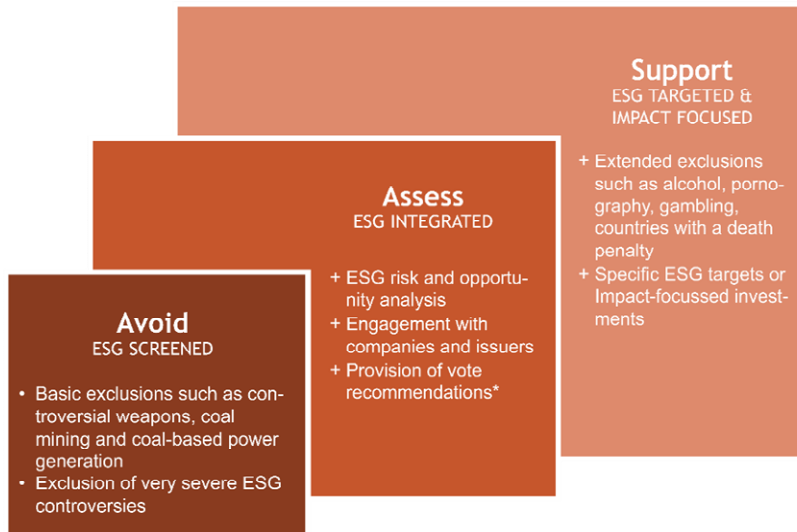 Avoid
ESG SCREENED
• Basic exclusions such as con-
troversial weapons, coal
mining and coal-based power
generation
• Exclusion of very severe ESG
controversies
Assess
ESG INTEGRATED
+ ESG risk and opportu-
nity analysis
+ Engagement with
companies and issuers
+ Provision of vote
recommendations*
Support
ESG TARGETED &
IMPACT FOCUSED
+ Extended exclusions
such as alcohol, porno-
graphy, gambling,
countries with a death
penalty
+ Specific ESG targets or
Impact-focussed invest-
ments